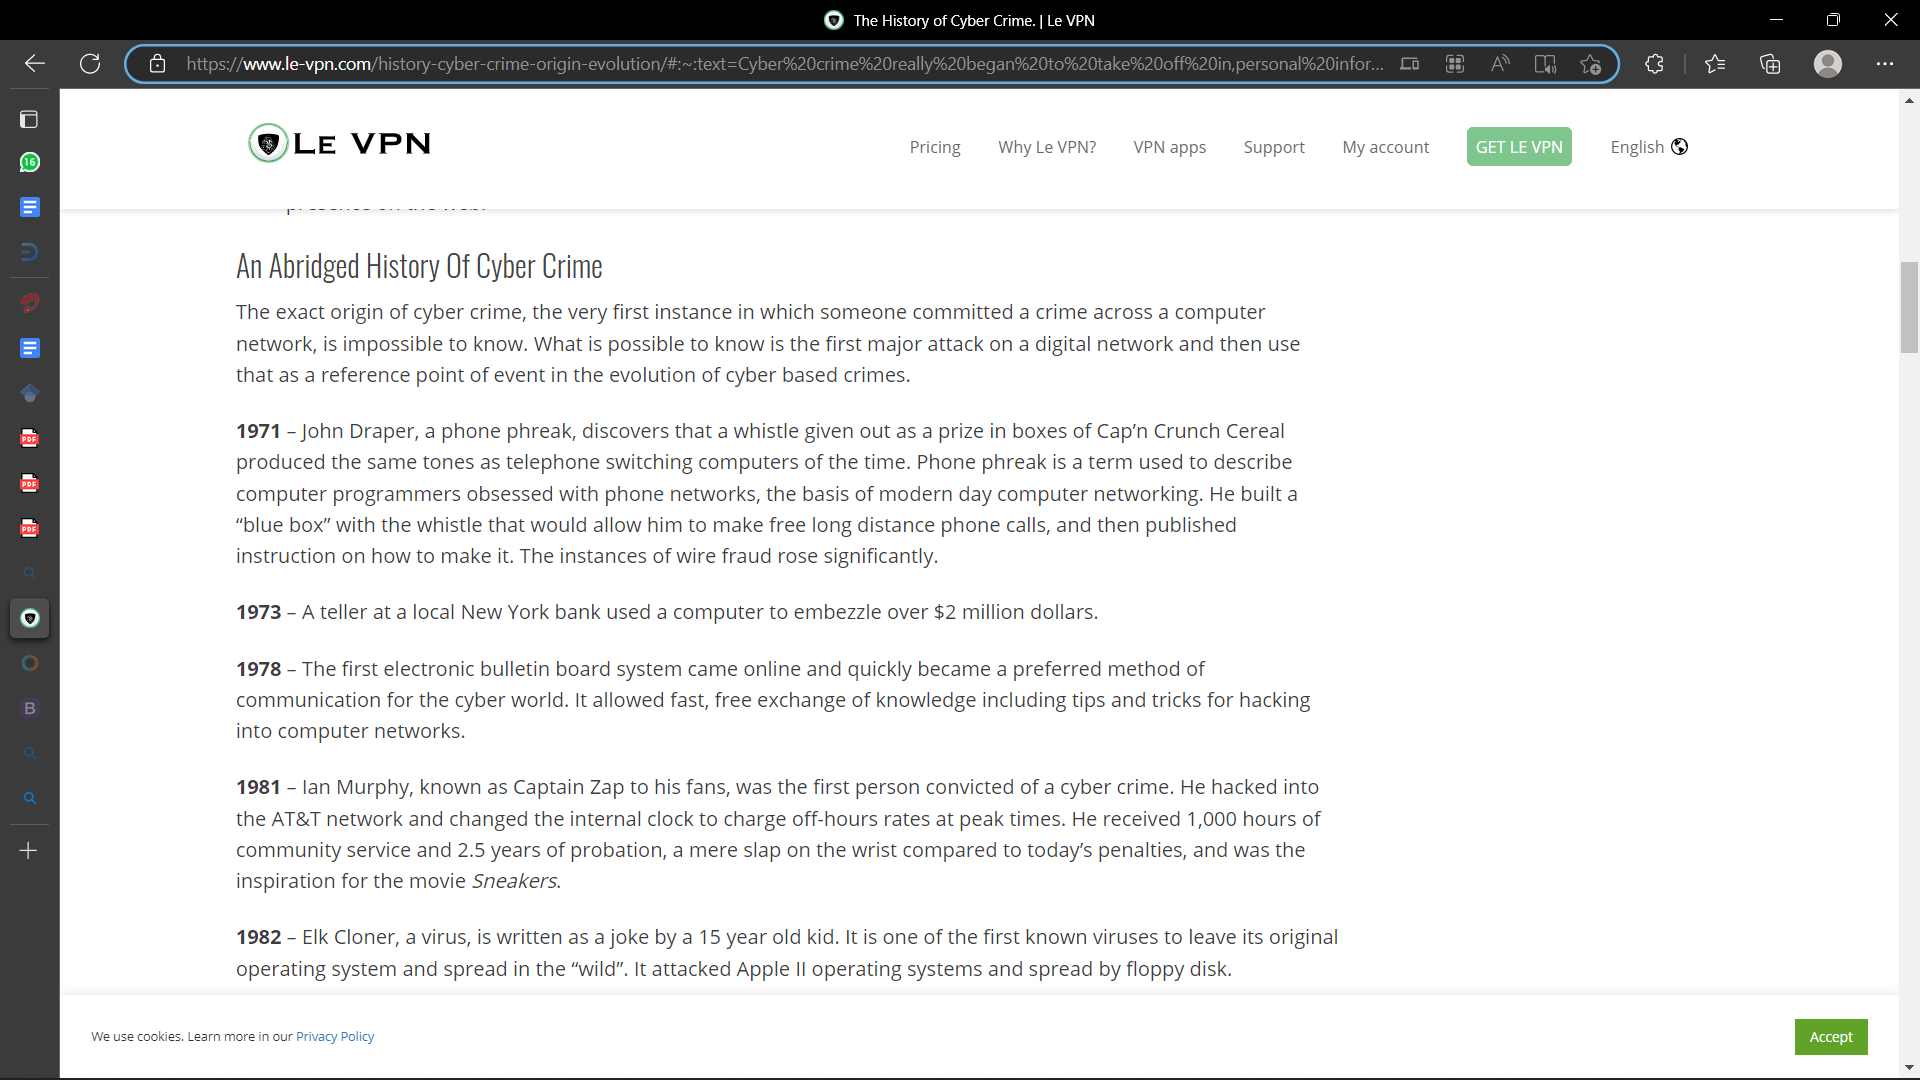 The History of Cyber Crime. | Le VPN
https://www.le-vpn.com/history-cyber-crime-origin-evolution/#:~:text=Cyber%20crime%20really%20began%20to%20take%20off%20in,personal%20infor...
LE VPN
Pricing
Why Le VPN?
VPN apps
Support
My account
GET LE VPN
English
An Abridged History Of Cyber Crime
The exact origin of cyber crime, the very first instance in which someone committed a crime across a computer
network, is impossible to know. What is possible to know is the first major attack on a digital network and then use
that as a reference point of event in the evolution of cyber based crimes.
1971 – John Draper, a phone phreak, discovers that a whistle given out as a prize in boxes of Cap’n Crunch Cereal
produced the same tones as telephone switching computers of the time. Phone phreak is a term used to describe
computer programmers obsessed with phone networks, the basis of modern day computer networking. He built a
“blue box” with the whistle that would allow him to make free long distance phone calls, and then published
instruction on how to make it. The instances of wire fraud rose significantly.
1973 – A teller at a local New York bank used a computer to embezzle over $2 million dollars.
1978 – The first electronic bulletin board system came online and quickly became a preferred method of
communication for the cyber world. It allowed fast, free exchange of knowledge including tips and tricks for hacking
into computer networks.
1981 – Ian Murphy, known as Captain Zap to his fans, was the first person convicted of a cyber crime. He hacked into
the AT&T network and changed the internal clock to charge off-hours rates at peak times. He received 1,000 hours of
community service and 2.5 years of probation, a mere slap on the wrist compared to today’s penalties, and was the
inspiration for the movie Sneakers.
1982 – Elk Cloner, a virus, is written as a joke by a 15 year old kid. It is one of the first known viruses to leave its original
operating system and spread in the “wild”. It attacked Apple II operating systems and spread by floppy disk.
We use cookies. Learn more in our Privacy Policy
Accept
16
PDF
PDF
PDF
B